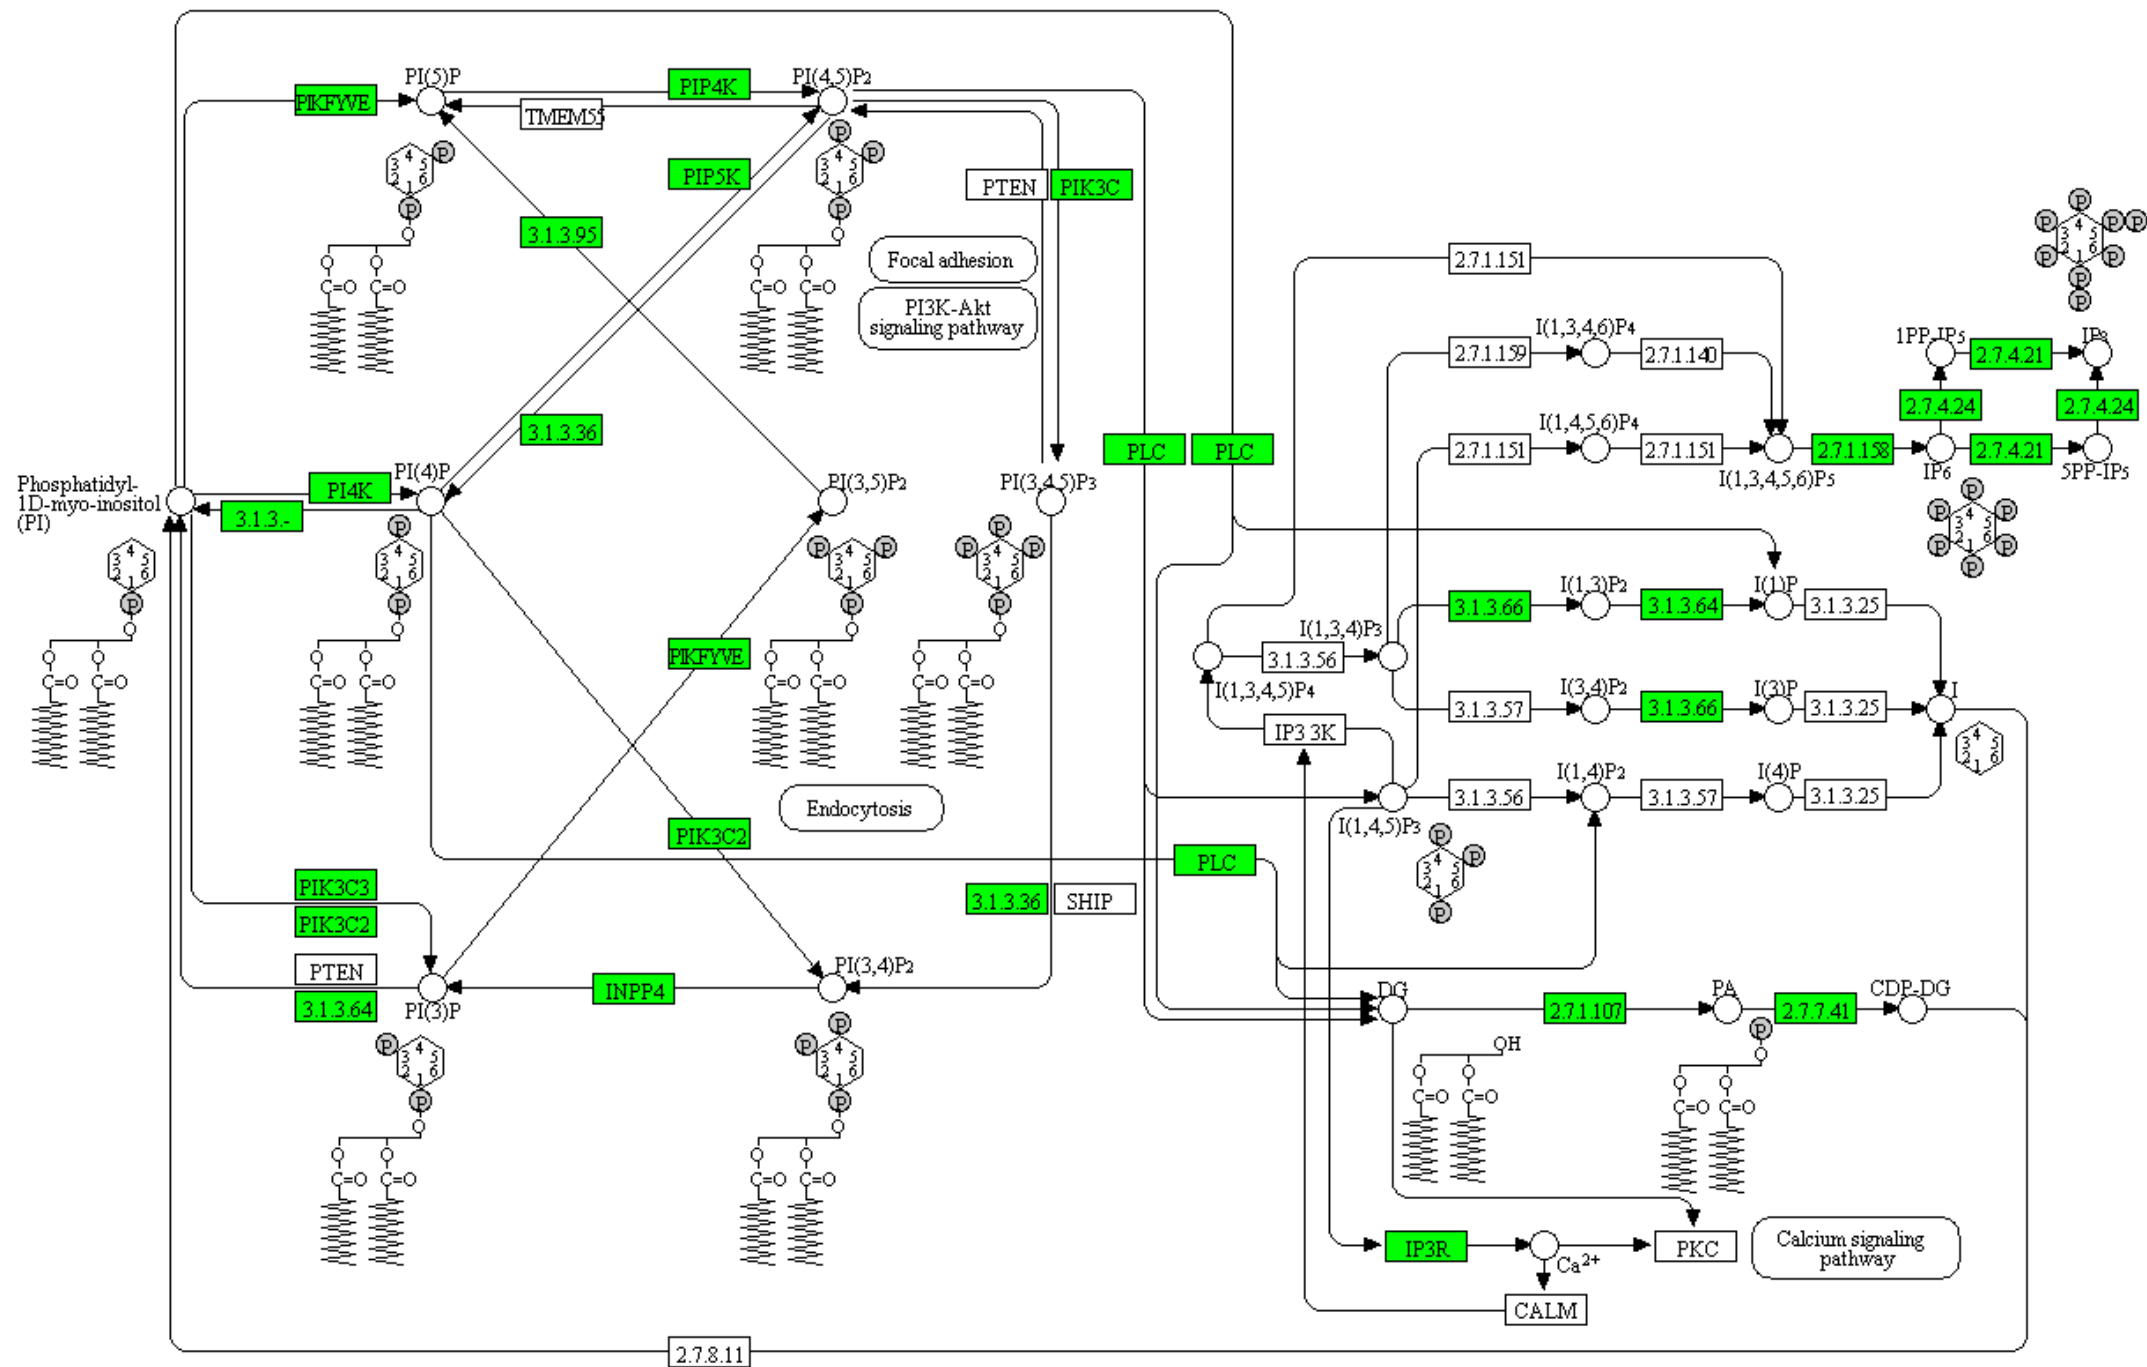 PI(5)P
PIP4K
PI(4,5)P2
PIKFYVE
TMEM55
PIP5K
PTEN
PIK3C
3.1.3.95
Focal adhesion
PI3K-Akt
signaling pathway
2.7.1.151
I(1,3,4,6)P4
2.7.1.159
2.7.1.140
1PP-IP5
2.7.4.21
IP8
2.7.4.24
2.7.4.24
3.1.3.36
PLC
PLC
I(1,4,5,6)P4
2.7.1.151
2.7.1.151
2.7.1.158
2.7.4.21
I(1,3,4,5,6)P5
IP6
5PP-IP5
Phosphatidyl-
1D-myo-inositol
(PI)
PI4K
PI(4)P
3.1.3.-
PI(3,5)P2
PI(3,4,5)P3
PIKFYVE
I(1,3)P2
I(1)P
3.1.3.66
3.1.3.64
3.1.3.25
I(1,3,4)P3
3.1.3.56
I(1,3,4,5)P4
I(3,4)P2
I(3)P
I
3.1.3.57
3.1.3.66
3.1.3.25
IP3 3K
I(1,4)P2
I(4)P
3.1.3.56
3.1.3.57
3.1.3.25
I(1,4,5)P3
Endocytosis
PIK3C2
PLC
PIK3C3
PIK3C2
3.1.3.36
SHIP
PTEN
3.1.3.64
PI(3)P
INPP4
PI(3,4)P2
DG
2.7.1.107
PA
2.7.7.41
CDP-DG
OH
IP3R
Ca2+
PKC
Calcium signaling
pathway
CALM
2.7.8.11